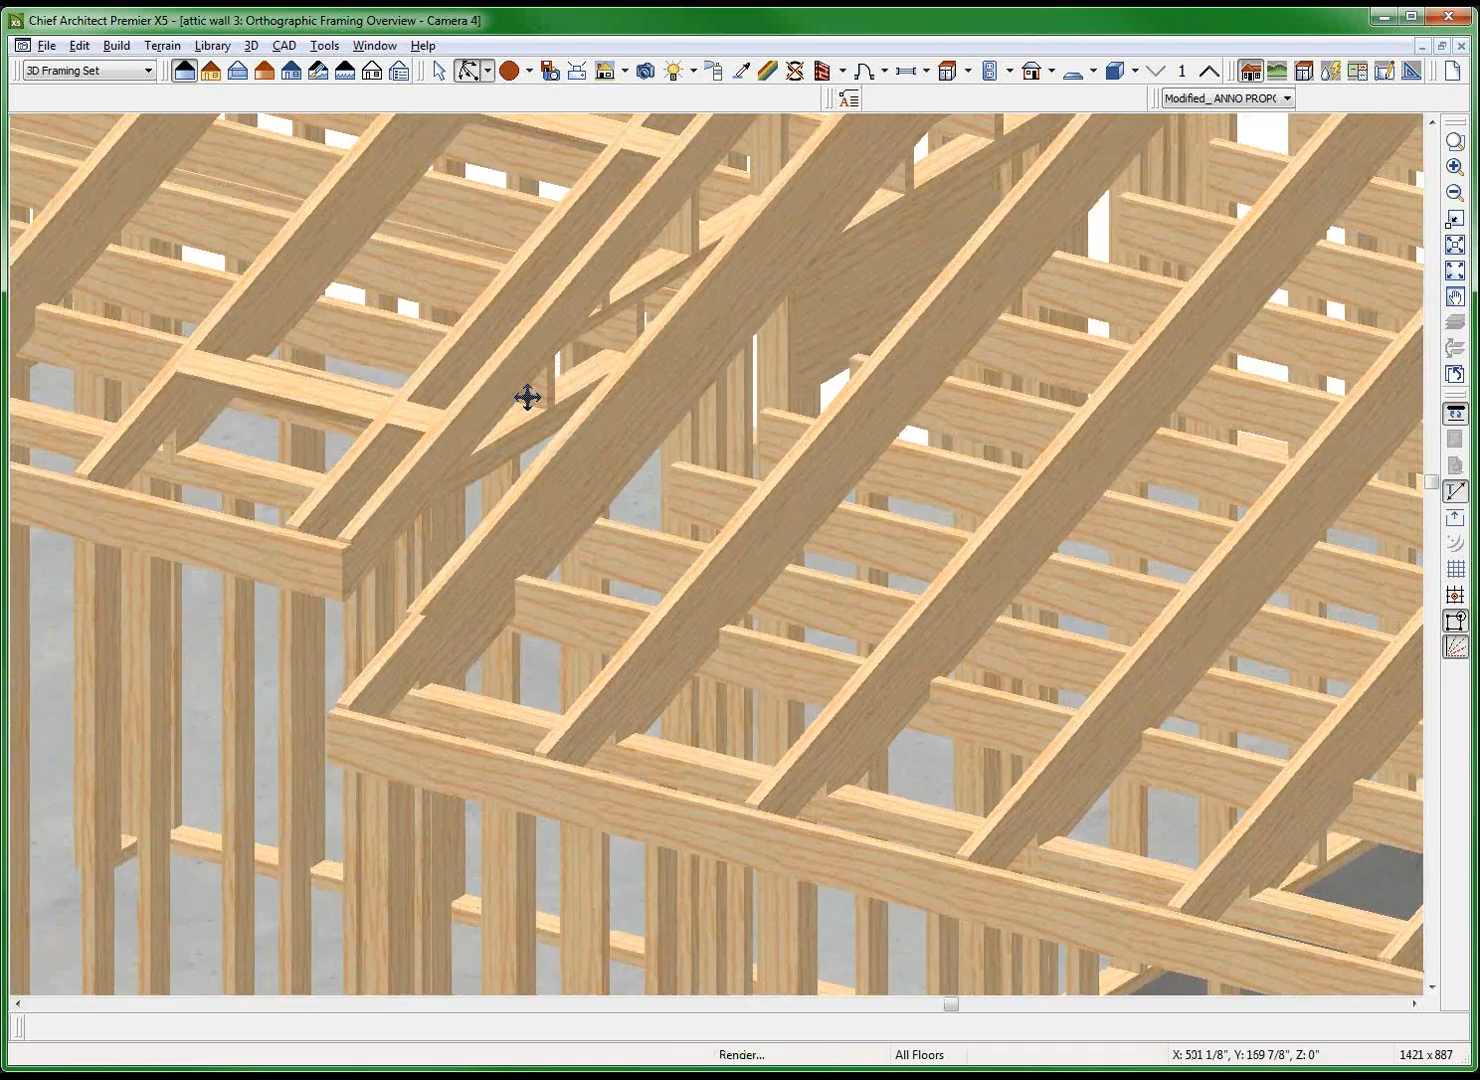 Chief Architect Premier X5 - [attic wall 3: Orthographic Framing Overview - Camera 4]
File Edit Build Terrain Library 3D CAD Tools Window Help
3D Framing Set
1
Modified_ ANNO PROP(
Render...
All Floors
X: 501 1/8", Y: 169 7/8", Z: 0"
1421 x 887